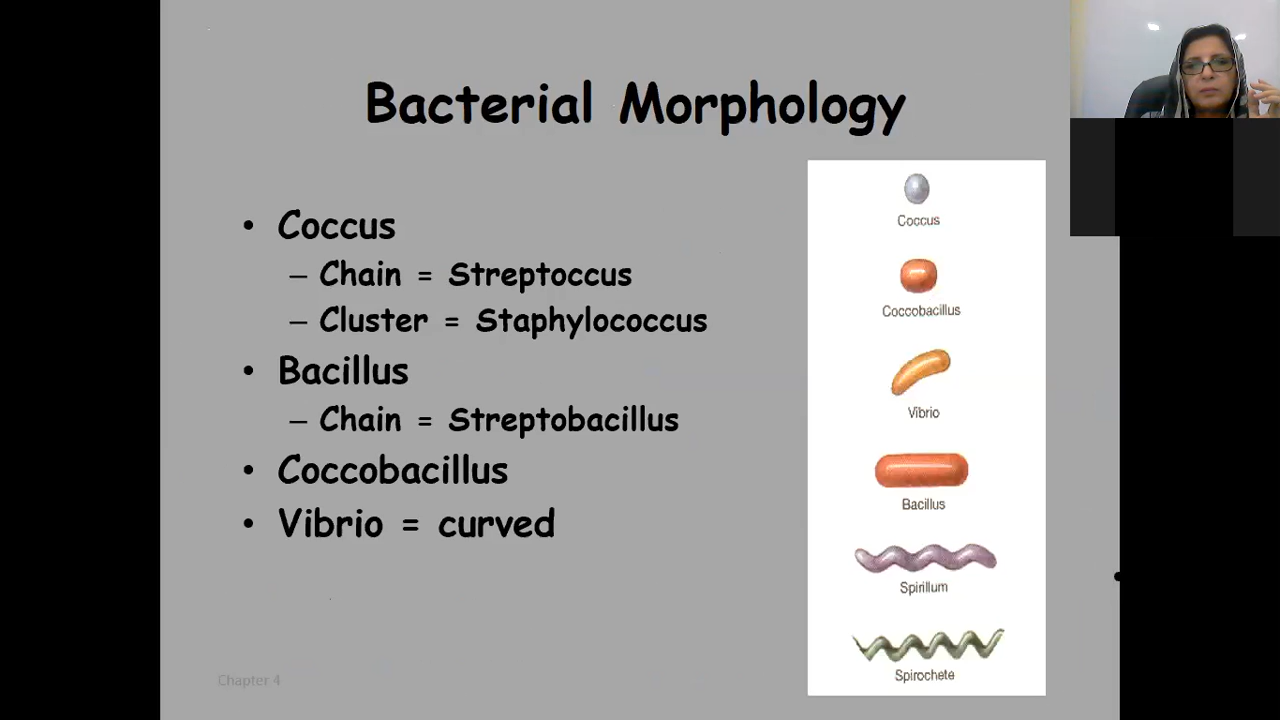 Bacterial Morphology
• Coccus
– Chain = Streptoccus
– Cluster = Staphylococcus
• Bacillus
– Chain = Streptobacillus
• Coccobacillus
• Vibrio = curved
Coccus
Coccobacillus
Vibrio
Bacillus
Spirillum
Spirochete
Chapter 4